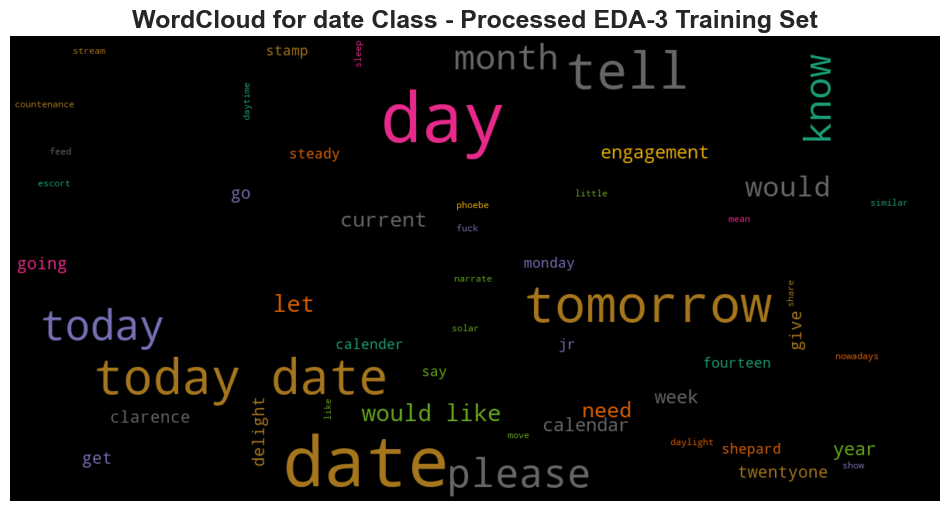 WordCloud for date Class - Processed EDA-3 Training Set
stream
stamp
sleep
month
tell
know
countenance
daytime
day
feed
steady
engagement
escort
go
would
little
similar
phoebe
current
fuck
mean
going
monday
narrate
share
tomorrow
let
today
give
solar
calender
jr
nowadays
fourteen
today date
say
like
would like
need
week
clarence
delight
calendar
move
daylight
shepard
year
get
date
please
show
twentyone